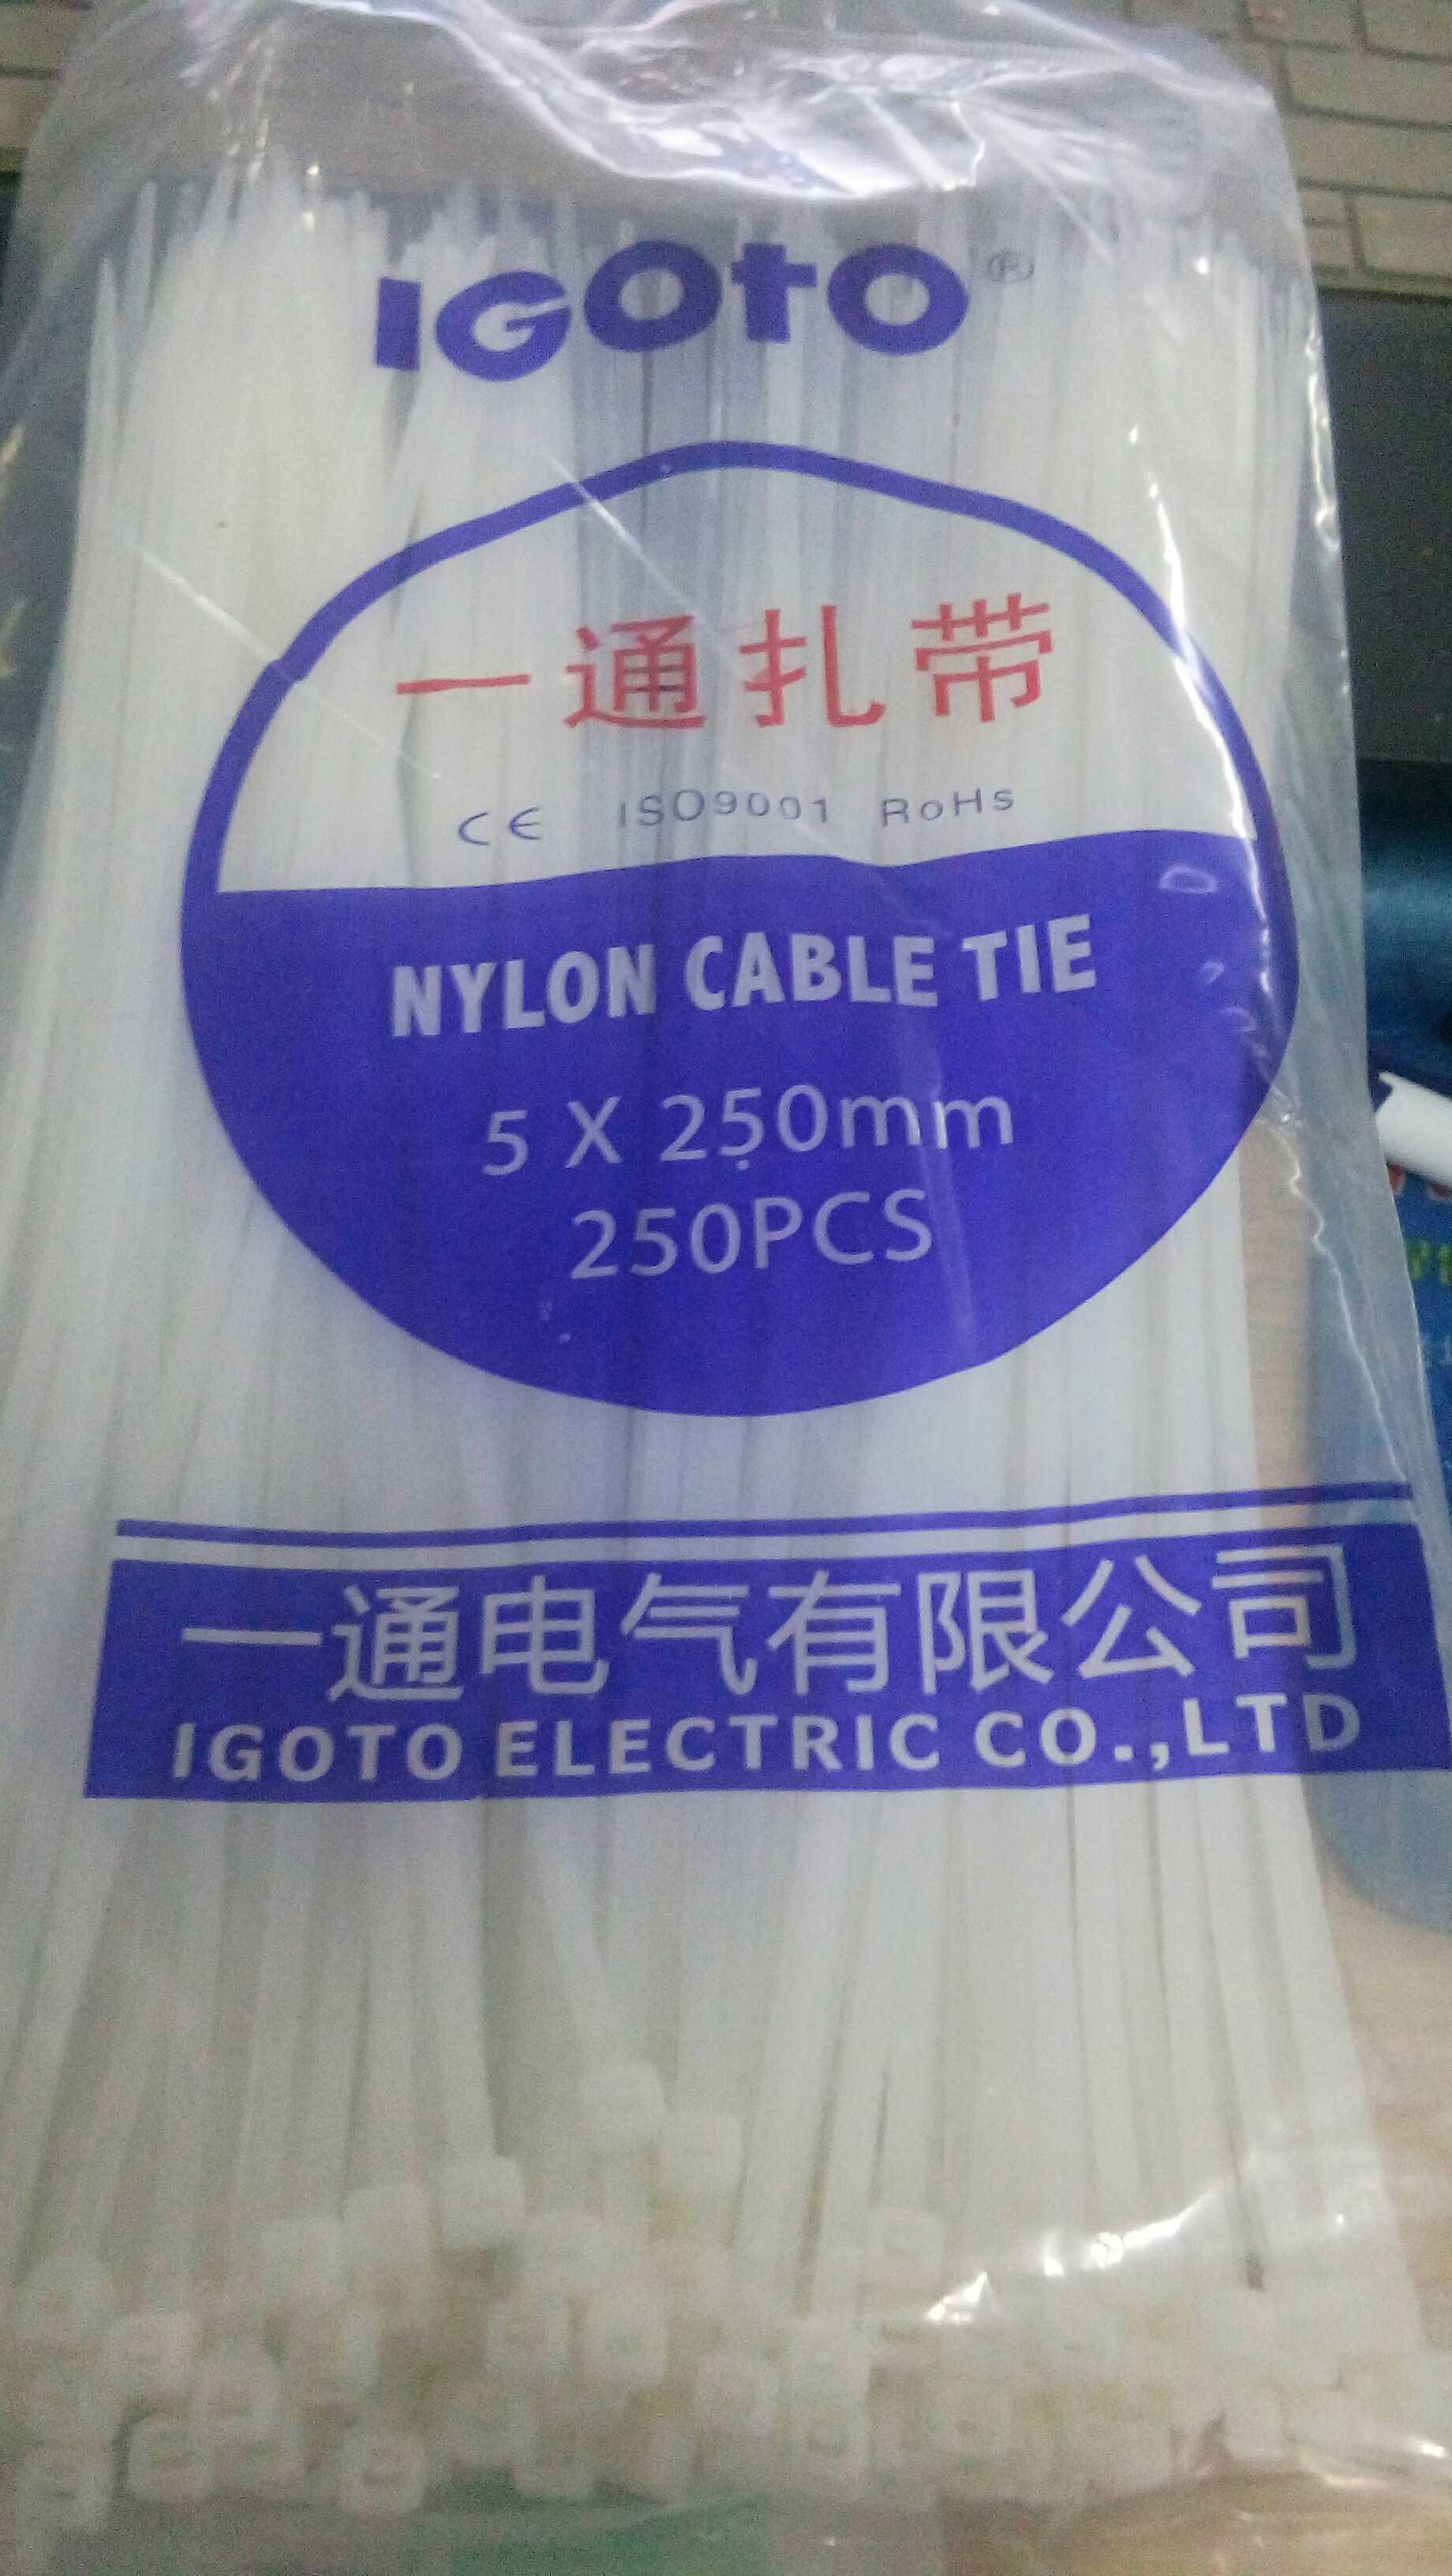 IGOTO®
一通扎带
CE ISO9001 RoHs
NYLON CABLE TIE
5 X 250mm
250PCS
一通电气有限公司
IGOTO ELECTRIC CO.,LTD